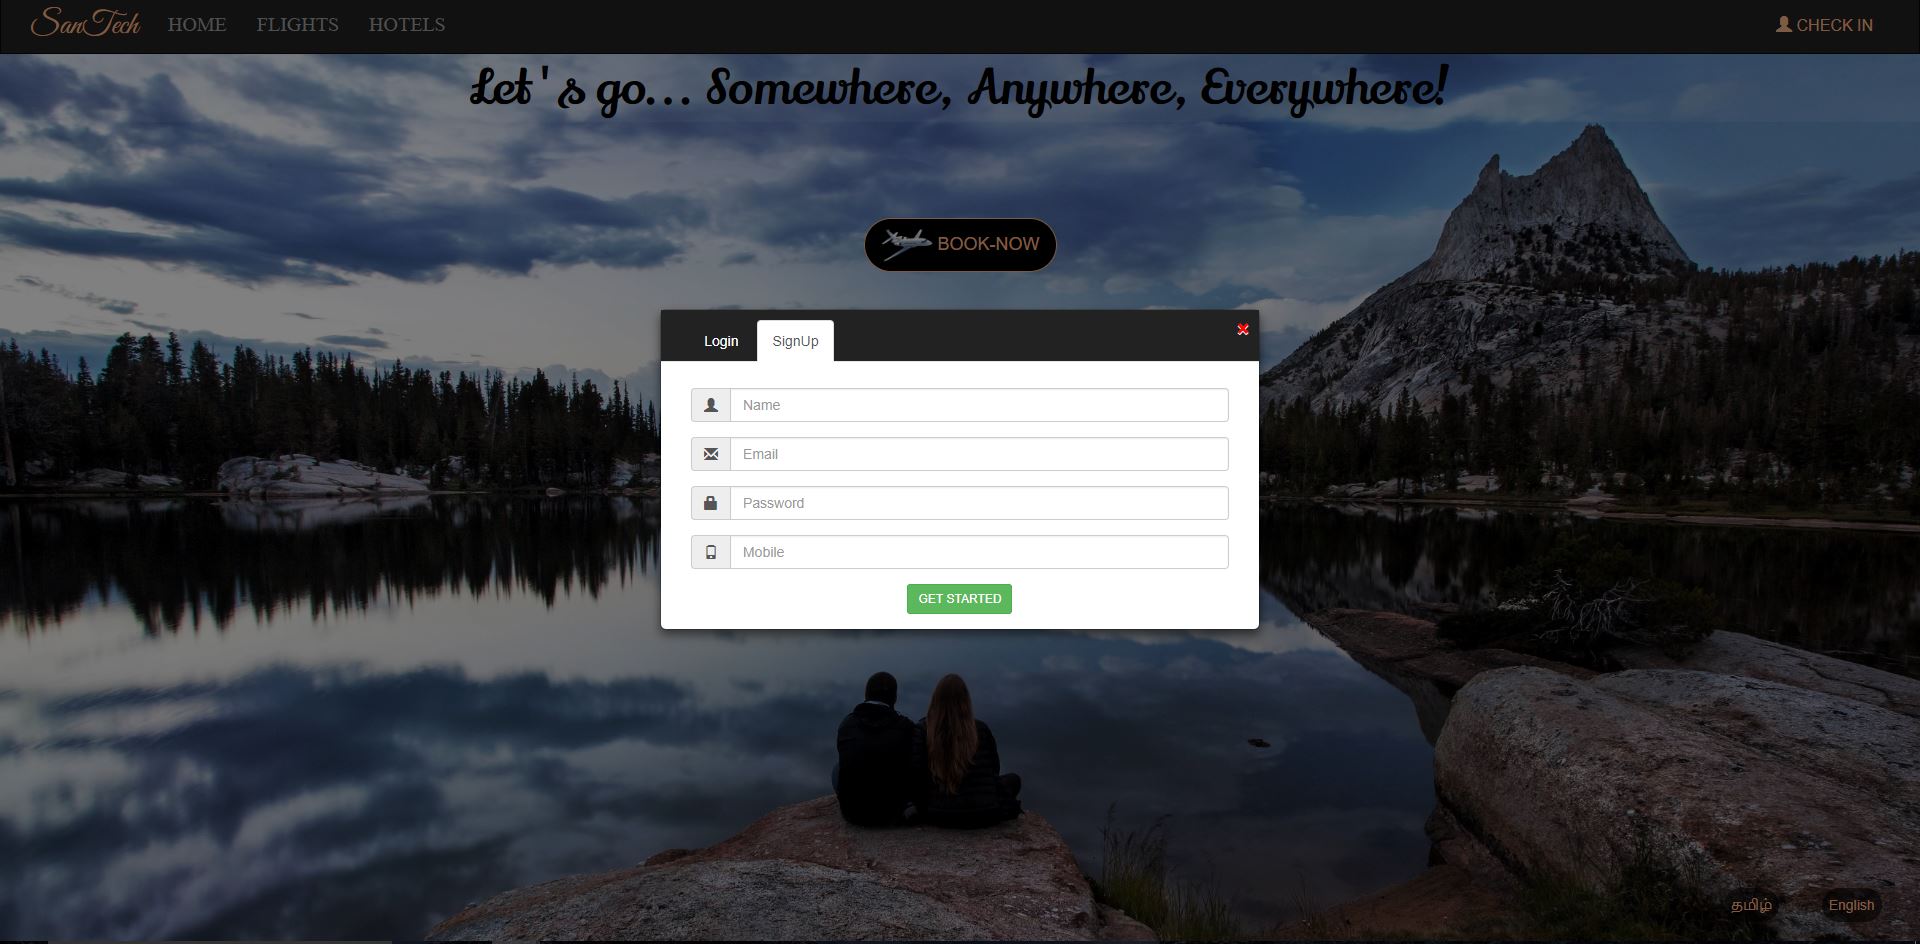 SanTech HOME FLIGHTS HOTELS CHECK IN
Let's go... Somewhere, Anywhere, Everywhere!
BOOK-NOW
Login SignUp
Name
Email
Password
Mobile
GET STARTED
தமிழ் English